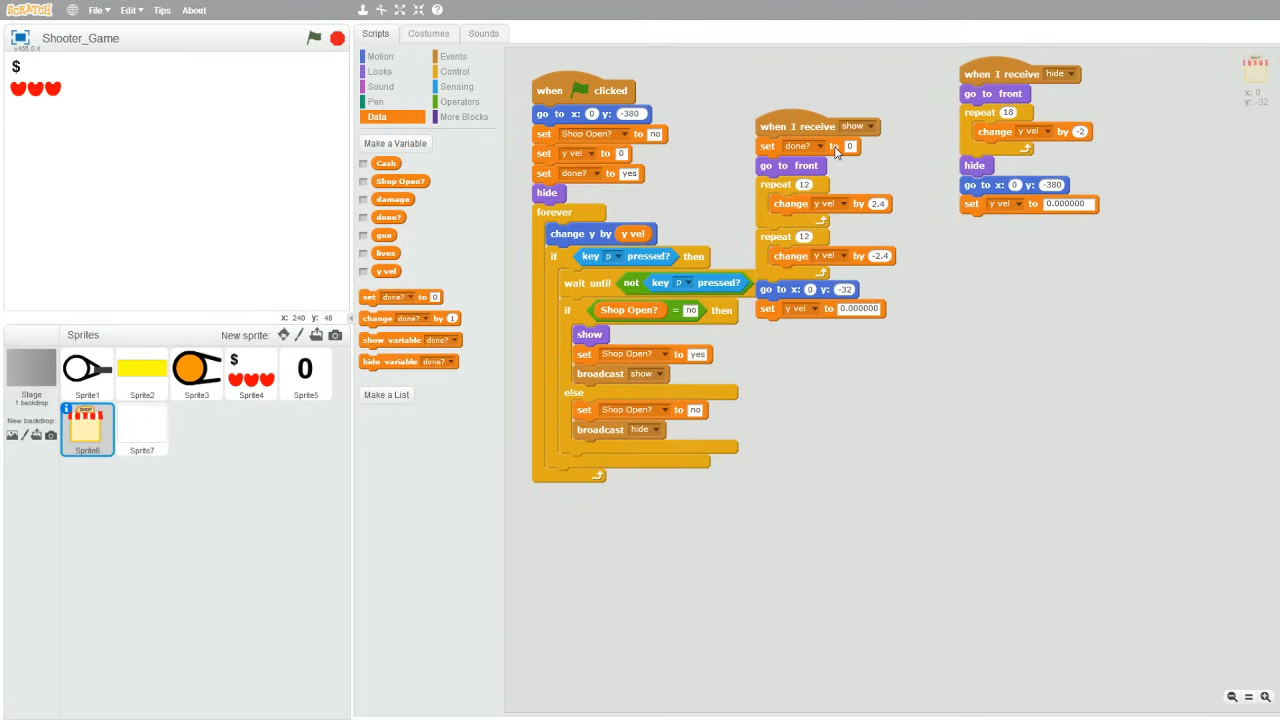 SCRATCH File Edit Tips About
Shooter_Game
v456.0.4
$
x: 240 y: 48
Sprites New sprite:
Stage
1 backdrop
New backdrop:
Sprite1 Sprite2 Sprite3 $ Sprite4 0 Sprite5
SHOP
Sprite6 Sprite7
Scripts Costumes Sounds
Motion Events
Looks Control
Sound Sensing
Pen Operators
Data More Blocks
Make a Variable
Cash
Shop Open?
damage
done?
gun
lives
y vel
set done? to 0
change done? by 1
show variable done?
hide variable done?
Make a List
when clicked
go to x: 0 y: -380
set Shop Open? to no
set y vel to 0
set done? to yes
hide
forever
change y by y vel
if key p pressed? then
wait until not key p pressed?
if Shop Open? = no then
show
set Shop Open? to yes
broadcast show
else
set Shop Open? to no
broadcast hide
when I receive show
set done? to 0
go to front
repeat 12
change y vel by 2.4
repeat 12
change y vel by -2.4
go to x: 0 y: -32
set y vel to 0.000000
when I receive hide
go to front
repeat 18
change y vel by -2
hide
go to x: 0 y: -380
set y vel to 0.000000
x: 0
y: -32